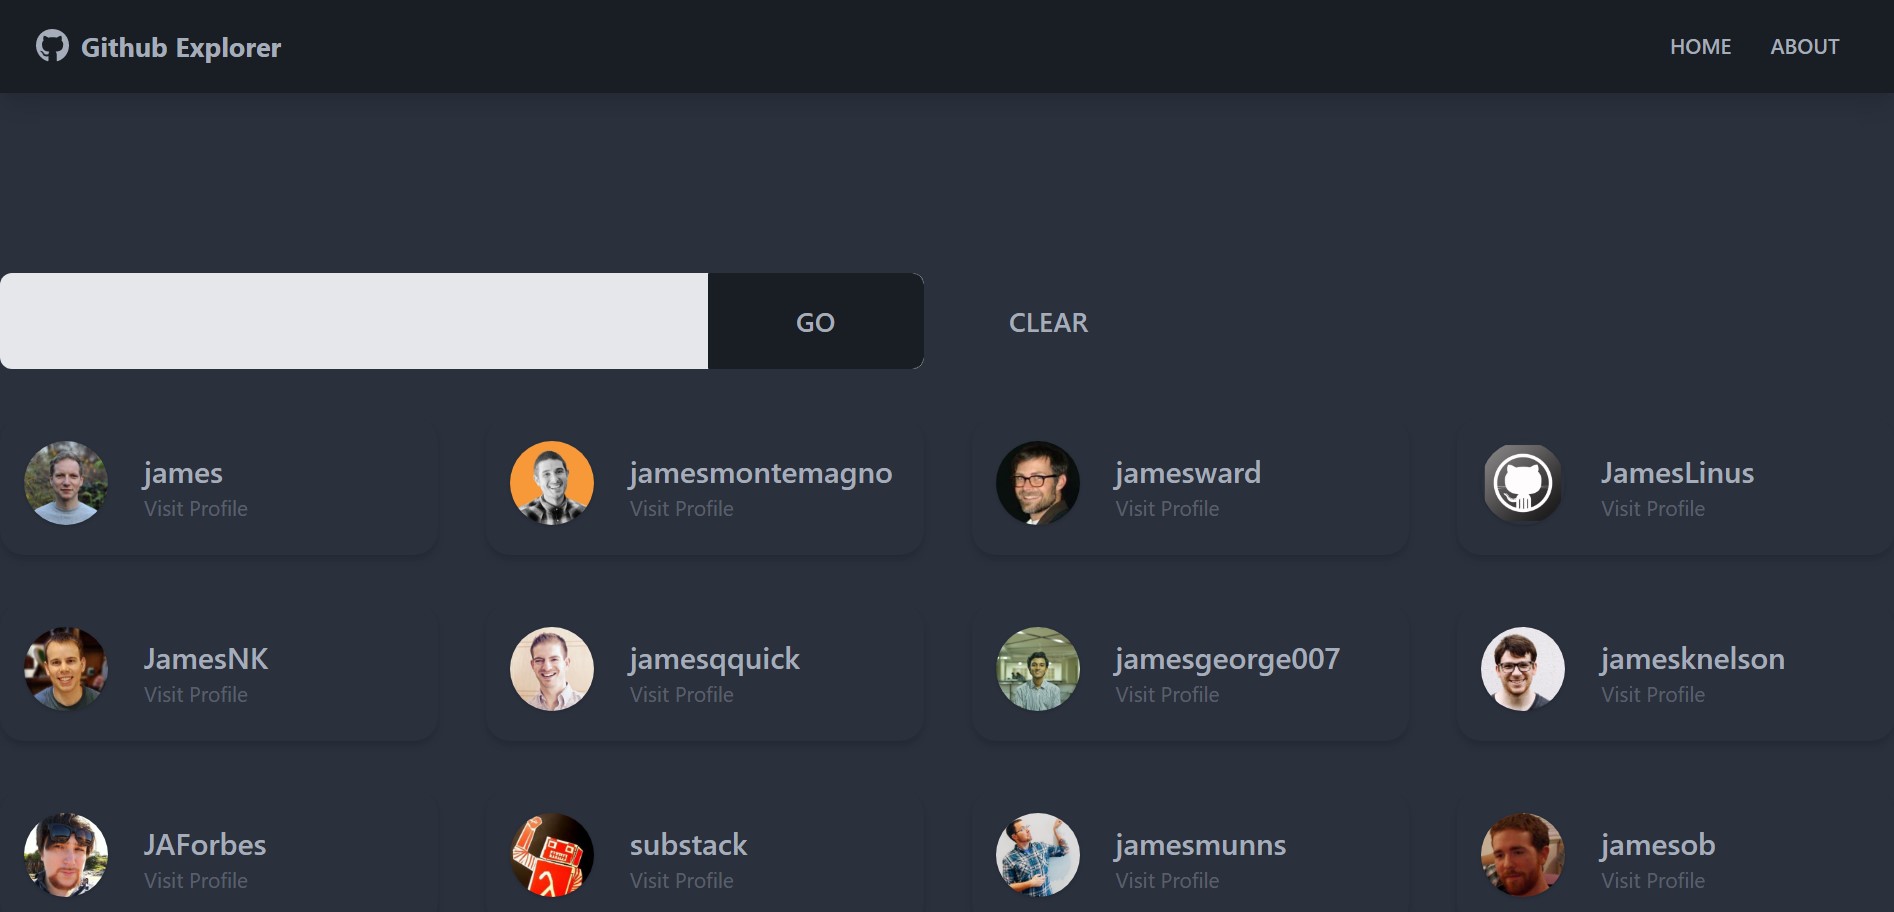 Github Explorer
HOME
ABOUT
GO
CLEAR
james
Visit Profile
jamesmontemagno
Visit Profile
jamesward
Visit Profile
JamesLinus
Visit Profile
JamesNK
Visit Profile
jamesqquick
Visit Profile
jamesgeorge007
Visit Profile
jamesknelson
Visit Profile
JAForbes
Visit Profile
substack
Visit Profile
jamesmunns
Visit Profile
jamesob
Visit Profile